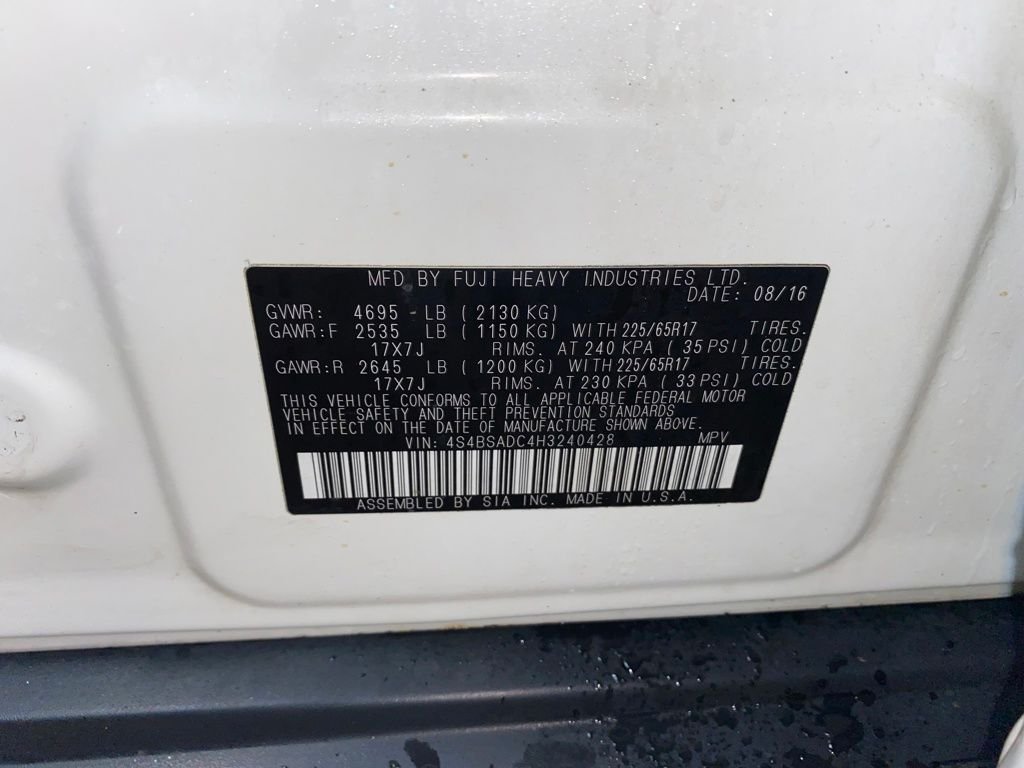 MFD BY FUJI HEAVY INDUSTRIES LTD.
DATE: 08/16
GVWR: 4695 LB ( 2130 KG)
GAWR:F 2535 LB ( 1150 KG) WITH 225/65R17 TIRES.
17X7J RIMS. AT 240 KPA ( 35 PSI) COLD
GAWR:R 2645 LB ( 1200 KG) WITH 225/65R17 TIRES.
17X7J RIMS. AT 230 KPA ( 33 PSI) COLD
THIS VEHICLE CONFORMS TO ALL APPLICABLE FEDERAL MOTOR
VEHICLE SAFETY AND THEFT PREVENTION STANDARDS
IN EFFECT ON THE DATE OF MANUFACTURE SHOWN ABOVE.
VIN: 4S4BSADC4H3240428 MPV
ASSEMBLED BY SIA INC. MADE IN U.S.A.